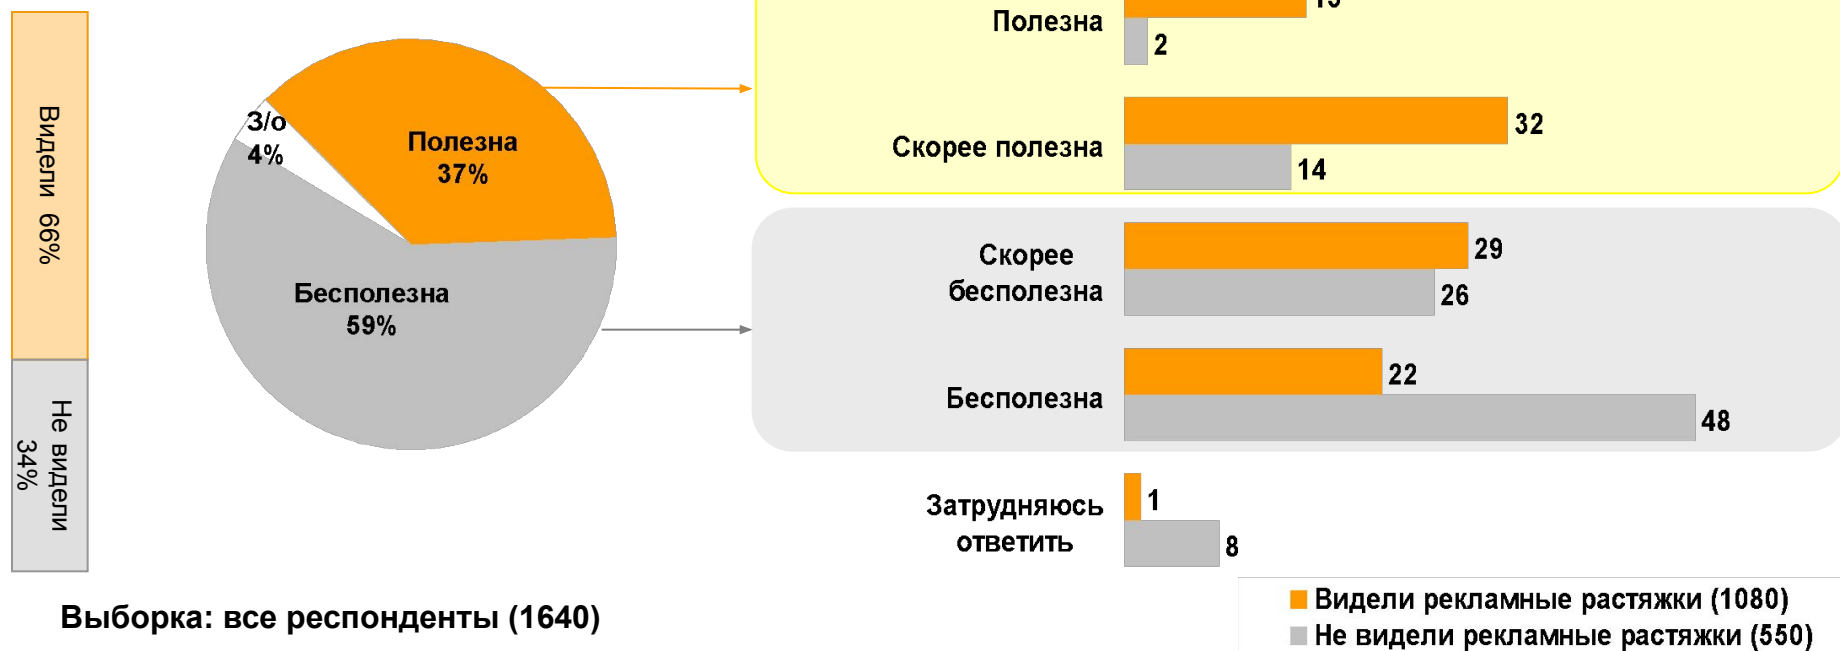 Видели 66%
Не видели
34%
З/о
4%
Полезна
37%
Бесполезна
59%
Полезна
2
Скорее полезна
32
14
Скорее
бесполезна
29
26
Бесполезна
22
48
Затрудняюсь
ответить
1
8
Выборка: все респонденты (1640)
Видели рекламные растяжки (1080)
Не видели рекламные растяжки (550)